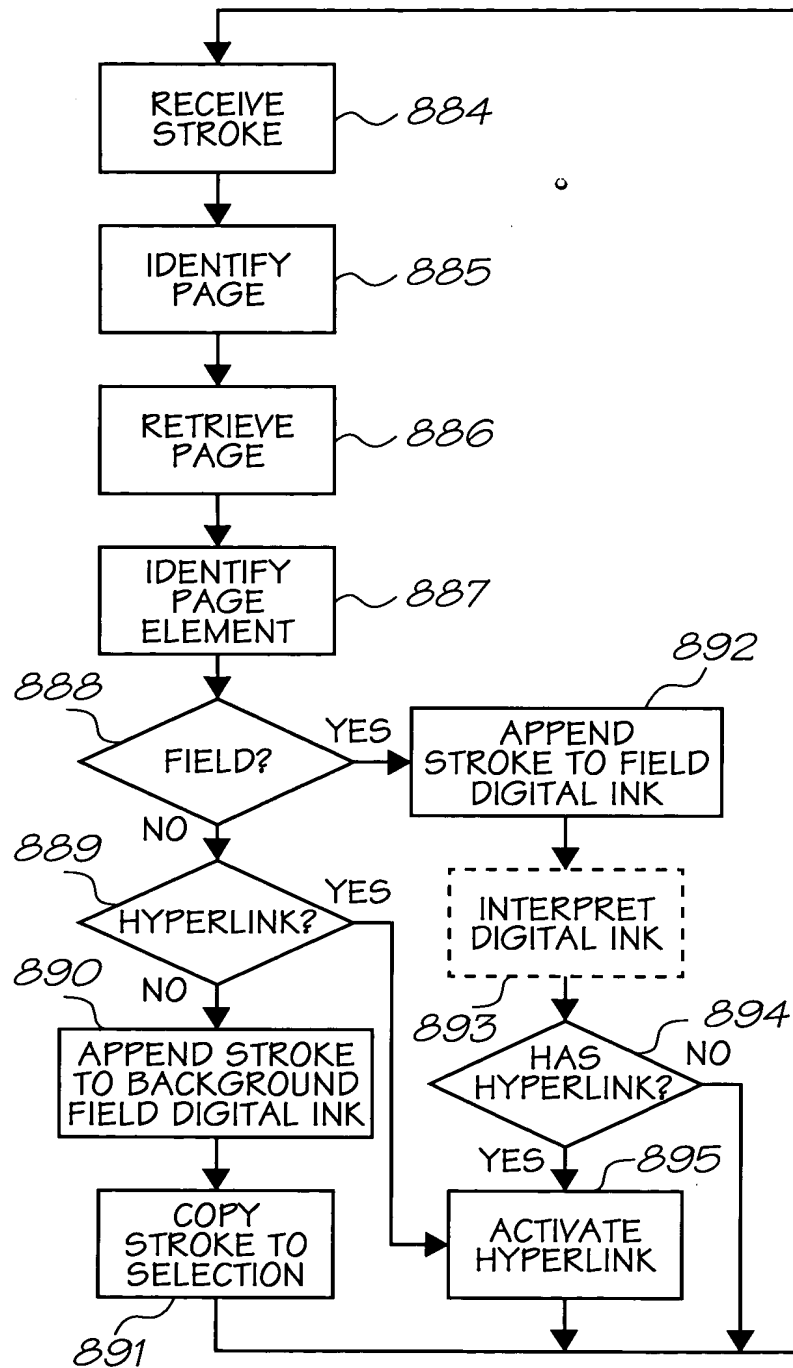 RECEIVE
STROKE
884
IDENTIFY
PAGE
885
RETRIEVE
PAGE
886
IDENTIFY
PAGE
ELEMENT
887
888
FIELD?
YES
NO
892
APPEND
STROKE TO FIELD
DIGITAL INK
889
HYPERLINK?
YES
NO
INTERPRET
DIGITAL INK
893
890
APPEND STROKE
TO BACKGROUND
FIELD DIGITAL INK
894
HAS
HYPERLINK?
NO
YES
895
COPY
STROKE TO
SELECTION
891
ACTIVATE
HYPERLINK